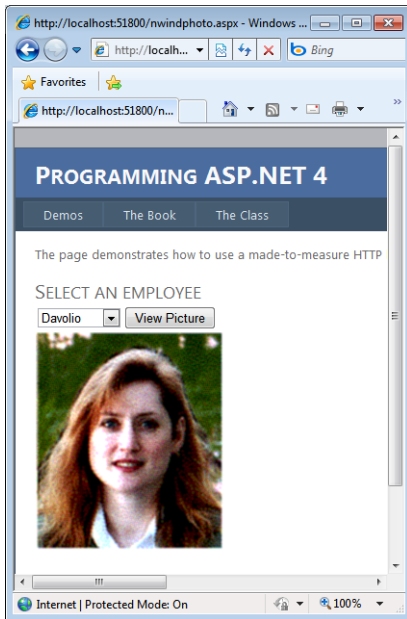 http://localhost:51800/nwindphoto.aspx - Windows ...
http://localh...
Bing
Favorites
http://localhost:51800/n...
»
PROGRAMMING ASP.NET 4
Demos The Book The Class
The page demonstrates how to use a made-to-measure HTTP
SELECT AN EMPLOYEE
Davolio View Picture
Internet | Protected Mode: On 100%